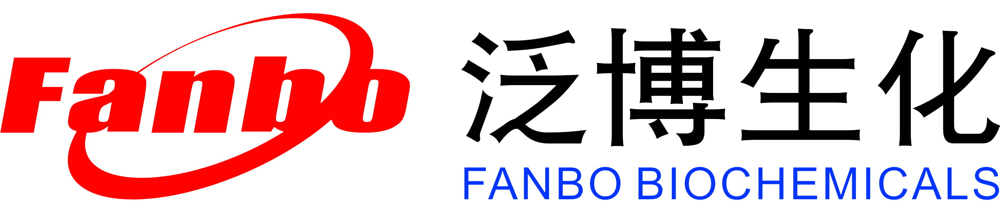 Fanbo
泛博生化
FANBO BIOCHEMICALS